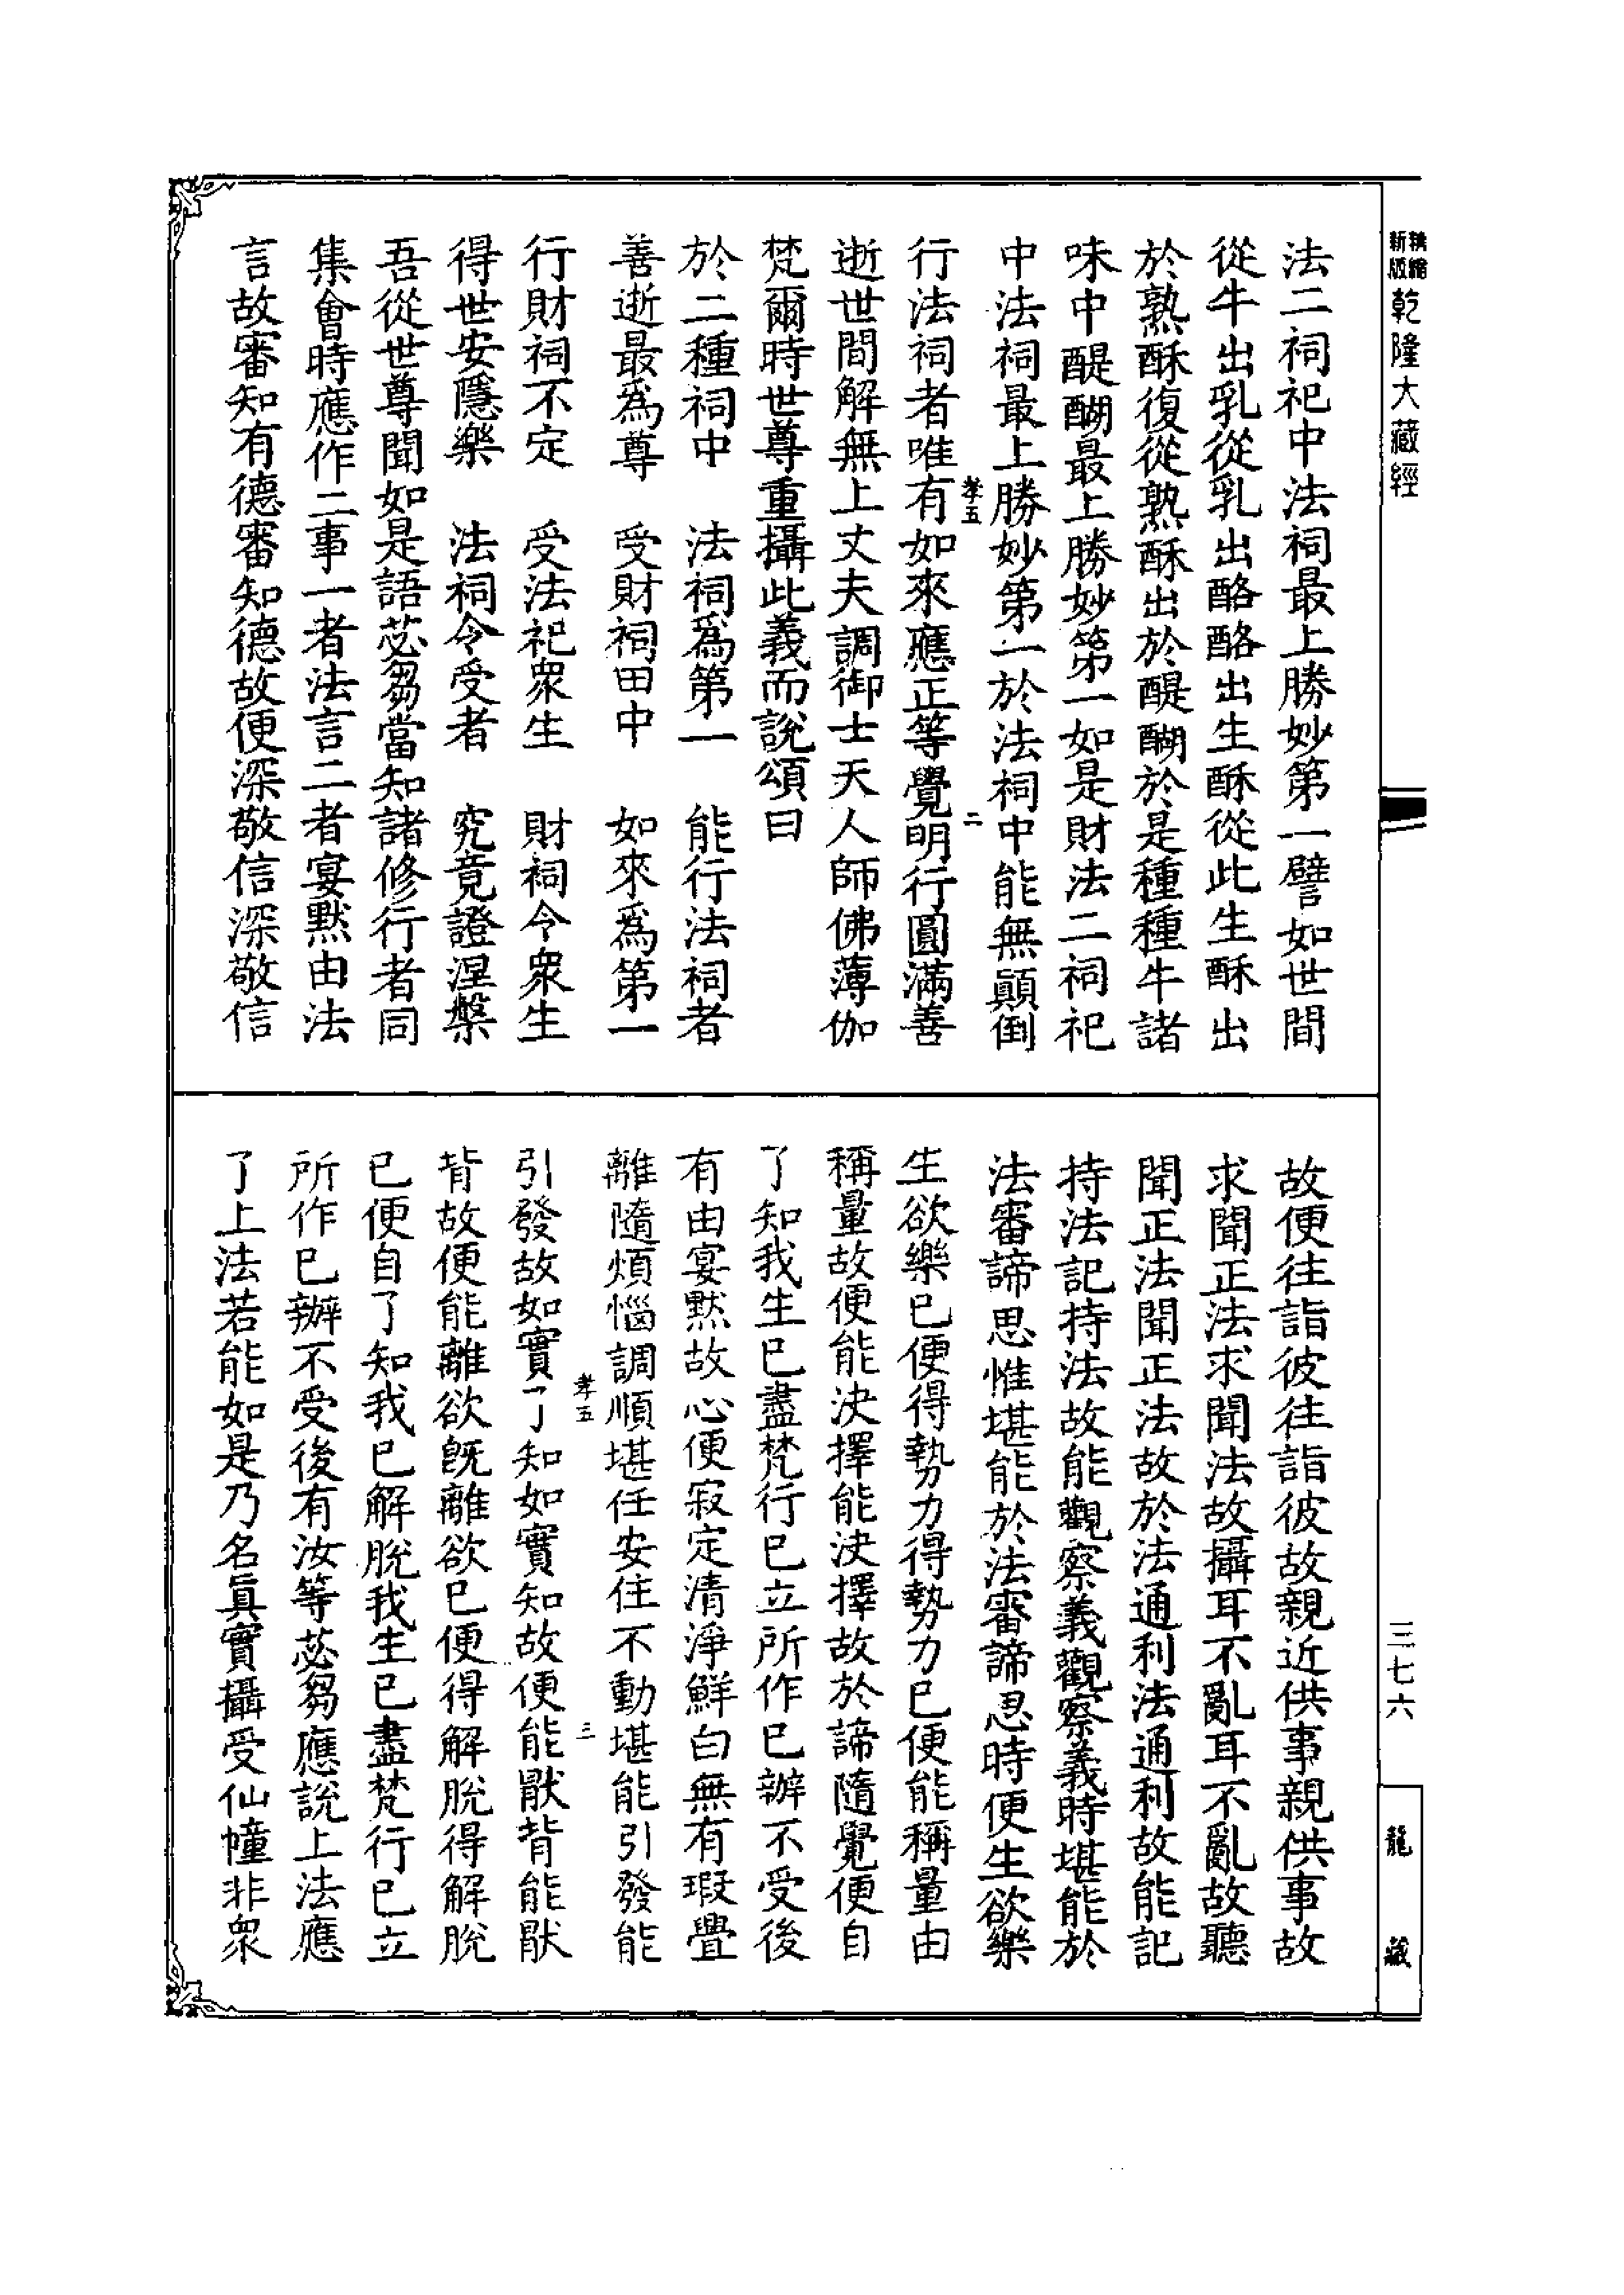 新版精縮乾隆大藏經
法二祠祀中法祠最上勝妙第一譬如世間
從牛出乳從乳出酪酪出生酥從此生酥出
於熟酥復從熟酥出於醍醐於是種種牛諸
味中醍醐最上勝妙第一如是財法二祠祀
中法祠最上勝妙第一於法祠中能無顛倒
孝五 二
行法祠者唯有如來應正等覺明行圓滿善
逝世間解無上丈夫調御士天人師佛薄伽
梵爾時世尊重攝此義而說頌曰
於二種祠中 法祠爲第一 能行法祠者
善逝最爲尊 受財祠田中 如來爲第一
行財祠不定 受法祀衆生 財祠令衆生
得世安隱樂 法祠令受者 究竟證涅槃
吾從世尊聞如是語苾芻當知諸修行者同
集會時應作二事一者法言二者宴默由法
言故審知有德審知德故便深敬信深敬信
三七六
龍藏
故便往詣彼往詣彼故親近供事親供事故
求聞正法求聞法故攝耳不亂耳不亂故聽
聞正法聞正法故於法通利法通利故能記
持法記持法故能觀察義觀察義時堪能於
法審諦思惟堪能於法審諦思時便生欲樂
生欲樂已便得勢力得勢力已便能稱量由
稱量故便能決擇能決擇故於諦隨覺便自
了知我生已盡梵行已立所作已辦不受後
有由宴默故心便寂定清淨鮮白無有瑕舋
離隨煩惱調順堪任安住不動堪能引發能
孝五 三
引發故如實了知如實知故便能厭背能厭
背故便能離欲既離欲已便得解脫得解脫
已便自了知我已解脫我生已盡梵行已立
所作已辦不受後有汝等苾芻應說上法應
了上法若能如是乃名眞實攝受仙幢非衆